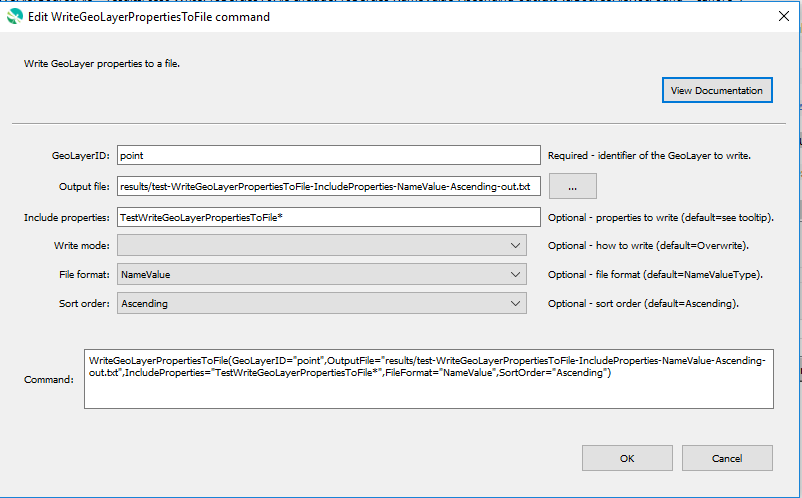 Edit WriteGeoLayerPropertiesToFile command
Write GeoLayer properties to a file.
View Documentation
GeoLayerID: point Required - identifier of the GeoLayer to write.
Output file: results/test-WriteGeoLayerPropertiesToFile-IncludeProperties-NameValue-Ascending-out.txt ...
Include properties: TestWriteGeoLayerPropertiesToFile* Optional - properties to write (default=see tooltip).
Write mode: Optional - how to write (default=Overwrite).
File format: NameValue Optional - file format (default=NameValueType).
Sort order: Ascending Optional - sort order (default=Ascending).
Command: WriteGeoLayerPropertiesToFile(GeoLayerID="point",OutputFile="results/test-WriteGeoLayerPropertiesToFile-IncludeProperties-NameValue-Ascending-
out.txt",IncludeProperties="TestWriteGeoLayerPropertiesToFile*",FileFormat="NameValue",SortOrder="Ascending")
OK Cancel